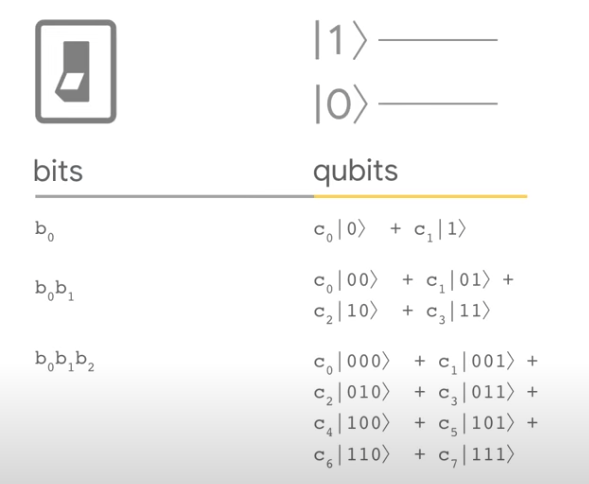 |1⟩
|0⟩
bits qubits
b₀ c₀|0⟩ + c₁|1⟩
b₀b₁ c₀|00⟩ + c₁|01⟩ +
c₂|10⟩ + c₃|11⟩
b₀b₁b₂ c₀|000⟩ + c₁|001⟩ +
c₂|010⟩ + c₃|011⟩ +
c₄|100⟩ + c₅|101⟩ +
c₆|110⟩ + c₇|111⟩